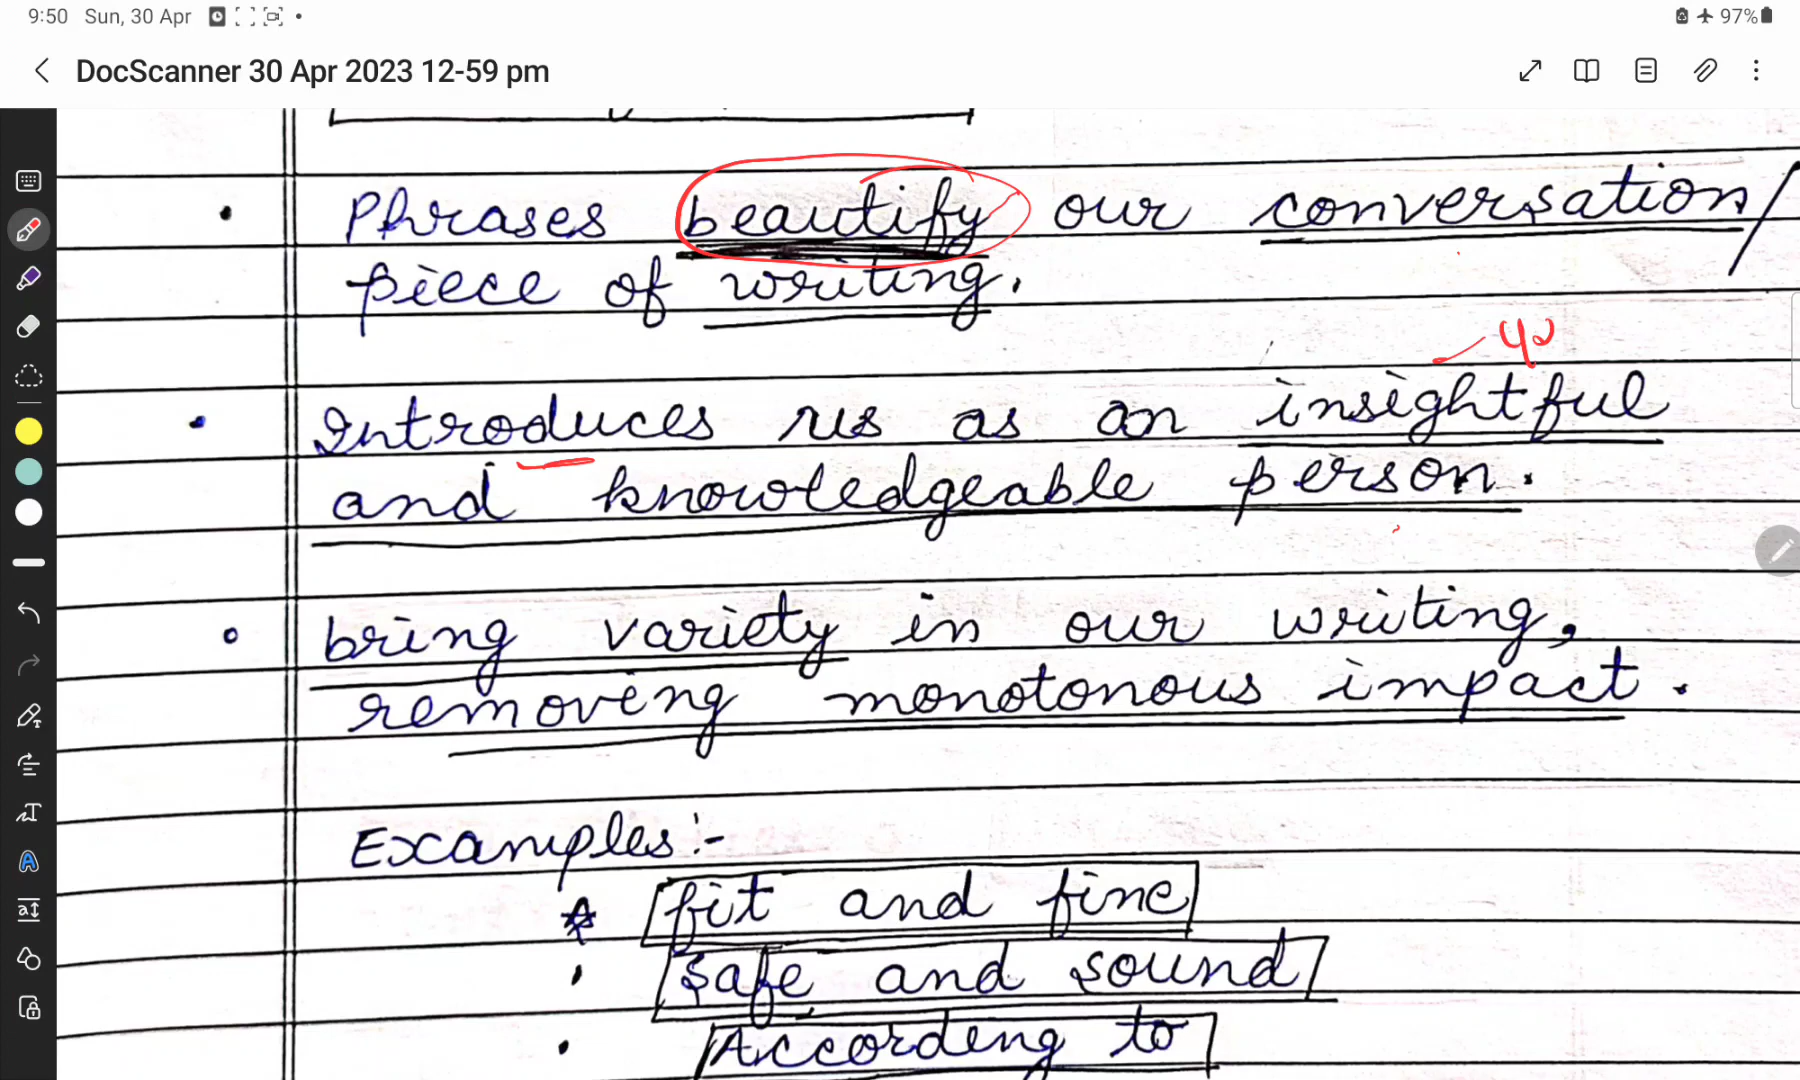 9:50 Sun, 30 Apr
97%
DocScanner 30 Apr 2023 12-59 pm
• Phrases beautify our conversation/
piece of writing.
• Introduces us as an insightful
and knowledgeable person.
• bring variety in our writing,
removing monotonous impact.
Examples:-
* fit and fine
• safe and sound
• According to